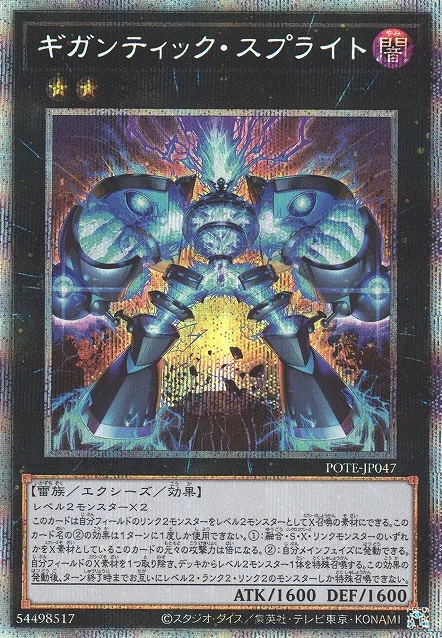 ギガンティック・スプライト
闇
POTE-JP047
【雷族/エクシーズ/効果】
レベル2モンスター×2
このカードは自分フィールドのリンク2モンスターをレベル2モンスターとしてX召喚の素材にできる。この
カード名の②の効果は1ターンに1度しか使用できない。①:融合・S・X・リンクモンスターのいずれ
かをX素材としているこのカードの元々の攻撃力は倍になる。②:自分メインフェイズに発動できる。
自分フィールドのX素材を1つ取り除き、デッキからレベル2モンスター1体を特殊召喚する。この効果の
発動後、ターン終了時までお互いにレベル2・ランク2・リンク2のモンスターしか特殊召喚できない。
ATK/1600 DEF/1600
54498517
©スタジオ・ダイス/集英社・テレビ東京・KONAMI